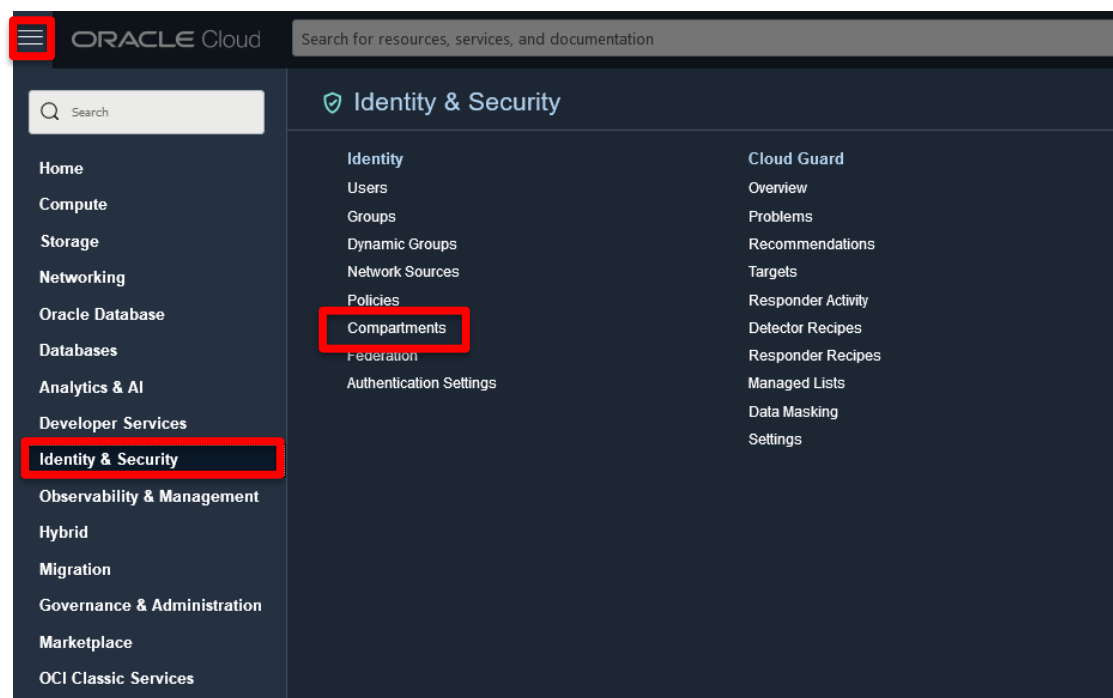 ORACLE Cloud
Search for resources, services, and documentation
Search
Home
Compute
Storage
Networking
Oracle Database
Databases
Analytics & AI
Developer Services
Identity & Security
Observability & Management
Hybrid
Migration
Governance & Administration
Marketplace
OCI Classic Services
Identity & Security
Identity
Users
Groups
Dynamic Groups
Network Sources
Policies
Compartments
Federation
Authentication Settings
Cloud Guard
Overview
Problems
Recommendations
Targets
Responder Activity
Detector Recipes
Responder Recipes
Managed Lists
Data Masking
Settings